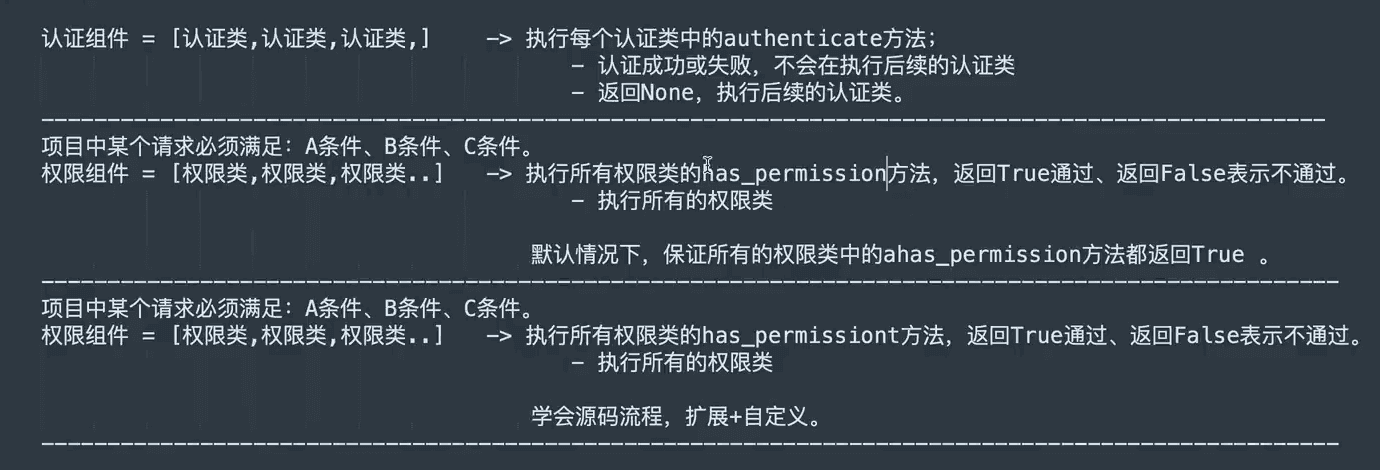 认证组件 = [认证类,认证类,认证类,]    -> 执行每个认证类中的authenticate方法；
- 认证成功或失败，不会在执行后续的认证类
- 返回None，执行后续的认证类。
------------------------------------------------------------------------------------------
项目中某个请求必须满足：A条件、B条件、C条件。
权限组件 = [权限类,权限类,权限类..]   -> 执行所有权限类的has_permission方法，返回True通过、返回False表示不通过。
- 执行所有的权限类
默认情况下，保证所有的权限类中的ahas_permission方法都返回True 。
------------------------------------------------------------------------------------------
项目中某个请求必须满足：A条件、B条件、C条件。
权限组件 = [权限类,权限类,权限类..]   -> 执行所有权限类的has_permissiont方法，返回True通过、返回False表示不通过。
- 执行所有的权限类
学会源码流程，扩展+自定义。
------------------------------------------------------------------------------------------